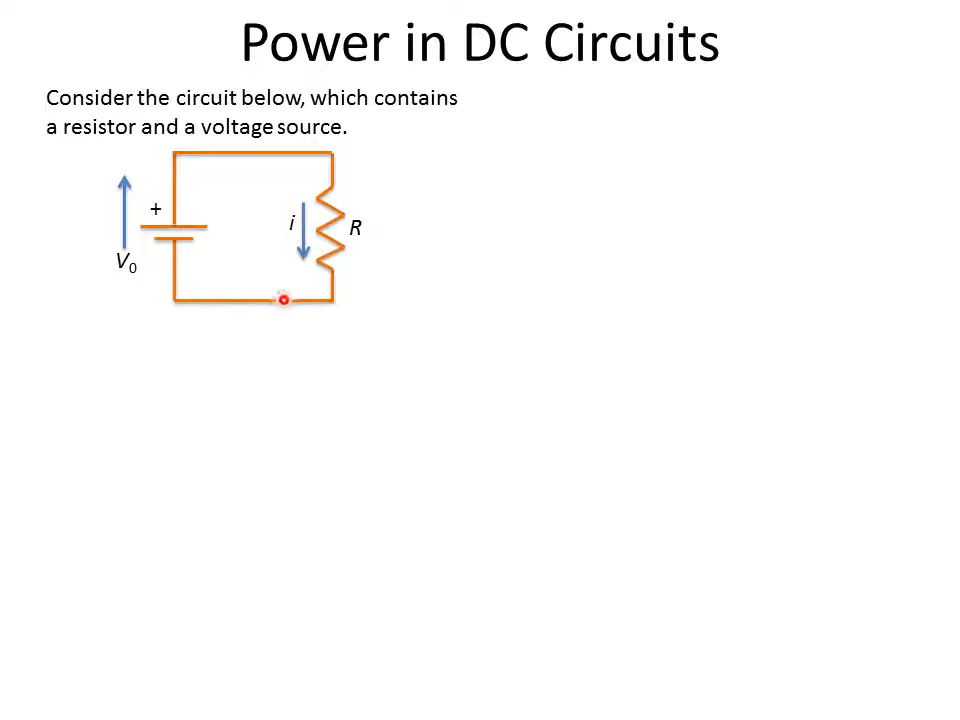 Power in DC Circuits
Consider the circuit below, which contains
a resistor and a voltage source.
+
i
R
V₀